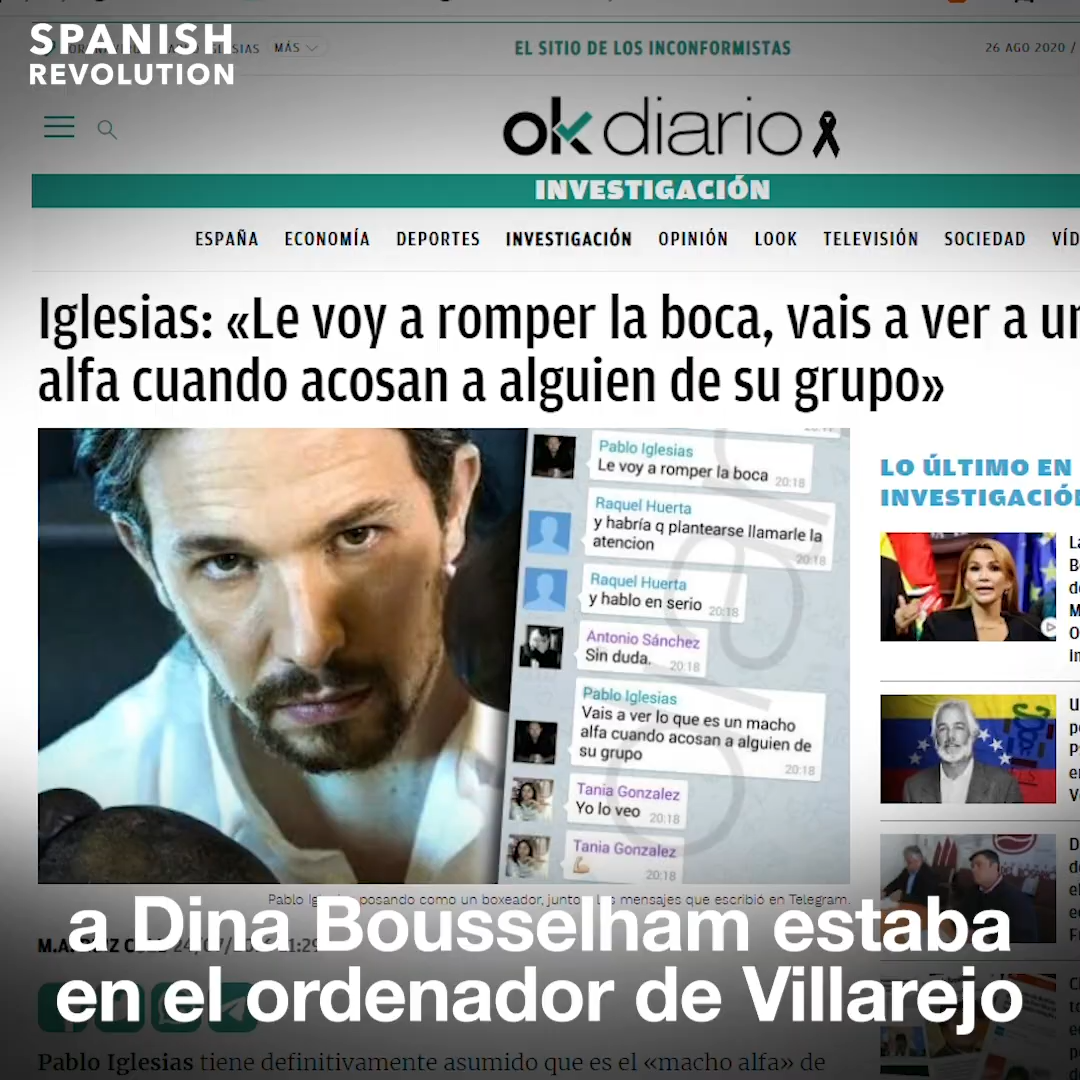 SPANISH
REVOLUTION
MÁS
EL SITIO DE LOS INCONFORMISTAS
26 AGO 2020 /
okdiario
INVESTIGACIÓN
ESPAÑA ECONOMÍA DEPORTES INVESTIGACIÓN OPINIÓN LOOK TELEVISIÓN SOCIEDAD VÍD
Iglesias: «Le voy a romper la boca, vais a ver a un
alfa cuando acosan a alguien de su grupo»
Pablo Iglesias
Le voy a romper la boca 20:18
Raquel Huerta
y habría q plantearse llamarle la
atencion 20:18
Raquel Huerta
y hablo en serio 20:18
Antonio Sánchez
Sin duda. 20:18
Pablo Iglesias
Vais a ver lo que es un macho
alfa cuando acosan a alguien de
su grupo 20:18
Tania Gonzalez
Yo lo veo 20:18
Tania Gonzalez
💪 20:18
LO ÚLTIMO EN
INVESTIGACIÓN
posando como un boxeador, junto mensajes que escribió en Telegram.
a Dina Bousselham estaba
en el ordenador de Villarejo
Pablo Iglesias tiene definitivamente asumido que es el «macho alfa» de